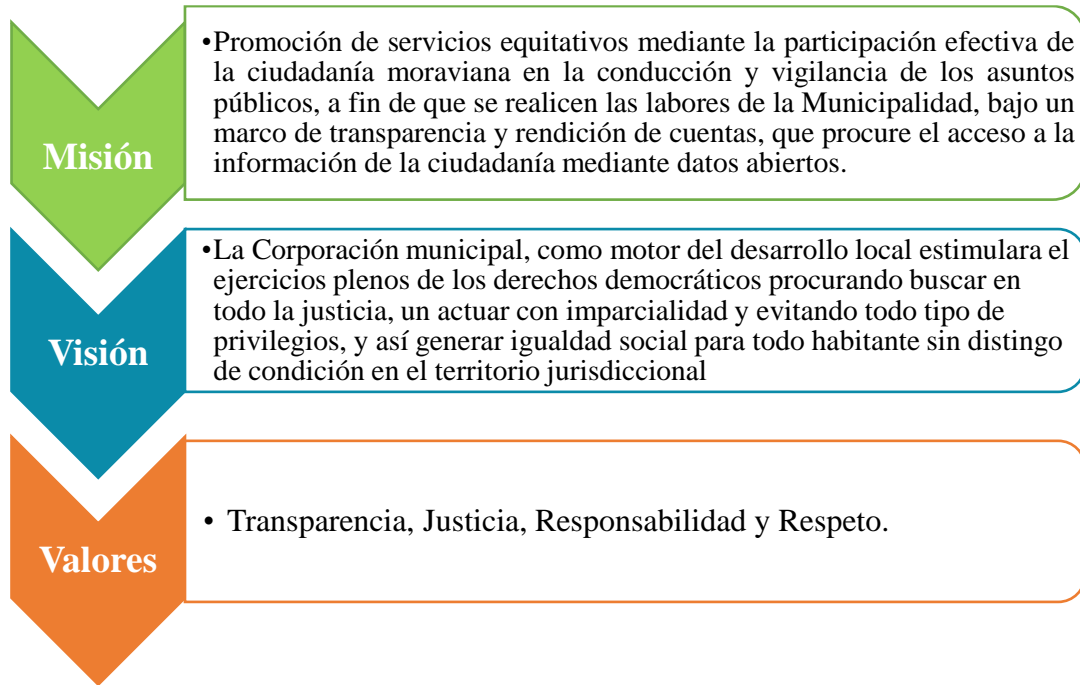 Misión
•Promoción de servicios equitativos mediante la participación efectiva de
la ciudadanía moraviana en la conducción y vigilancia de los asuntos
públicos, a fin de que se realicen las labores de la Municipalidad, bajo un
marco de transparencia y rendición de cuentas, que procure el acceso a la
información de la ciudadanía mediante datos abiertos.
Visión
•La Corporación municipal, como motor del desarrollo local estimulara el
ejercicios plenos de los derechos democráticos procurando buscar en
todo la justicia, un actuar con imparcialidad y evitando todo tipo de
privilegios, y así generar igualdad social para todo habitante sin distingo
de condición en el territorio jurisdiccional
Valores
• Transparencia, Justicia, Responsabilidad y Respeto.